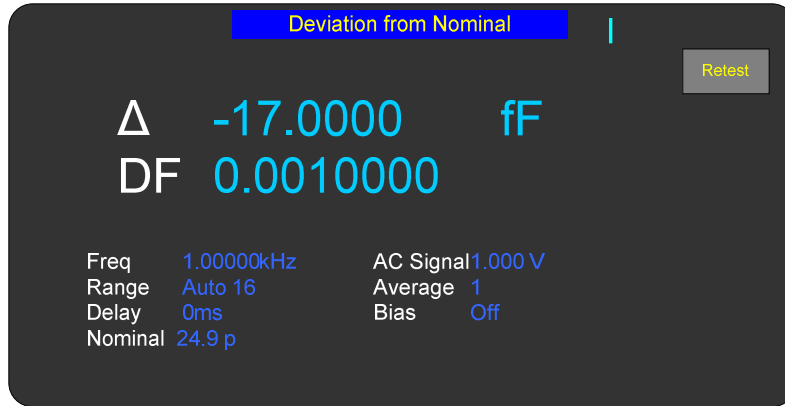 Deviation from Nominal
Retest
Δ -17.0000 fF
DF 0.0010000
Freq 1.00000kHz AC Signal 1.000 V
Range Auto 16 Average 1
Delay 0ms Bias Off
Nominal 24.9 p